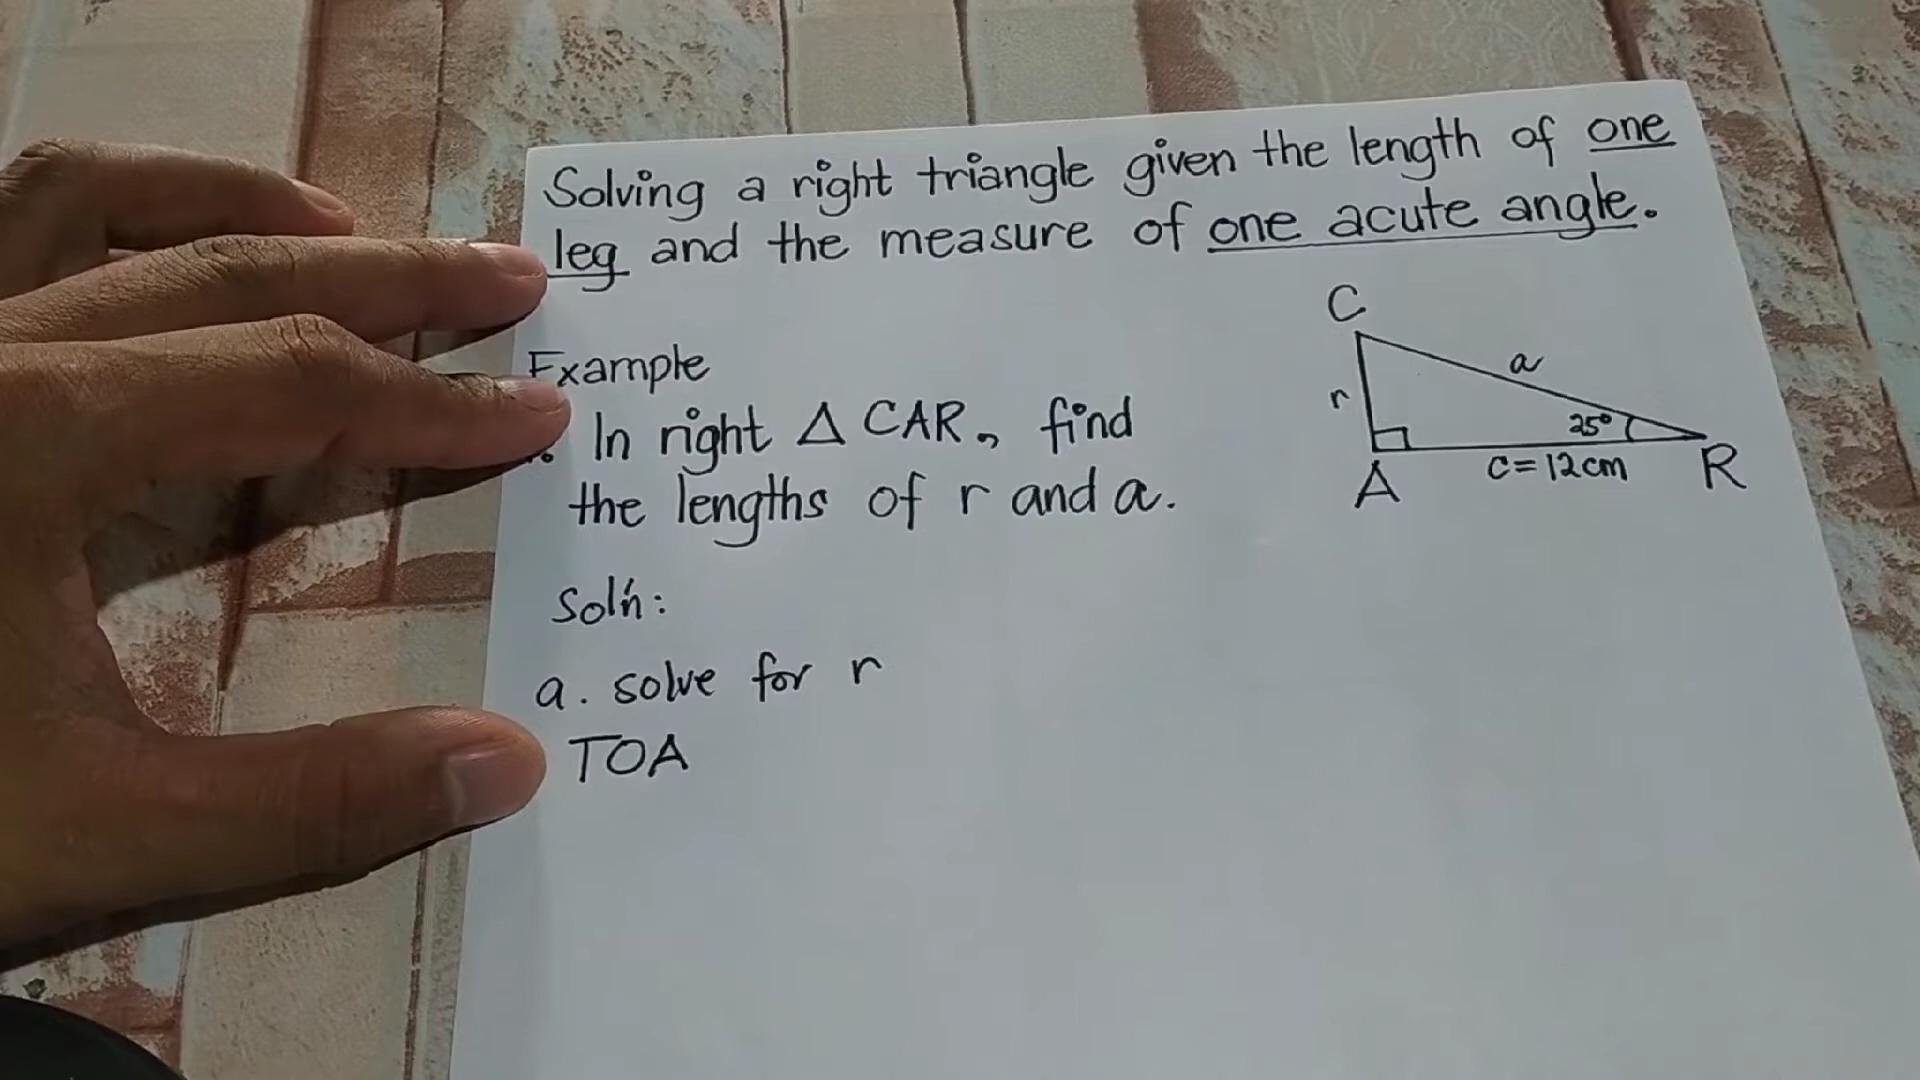 Solving a right triangle given the length of one
leg and the measure of one acute angle.
Example
In right △ CAR, find
the lengths of r and a.
C
a
r
25°
A
c=12cm
R
Sol'n:
a. solve for r
TOA